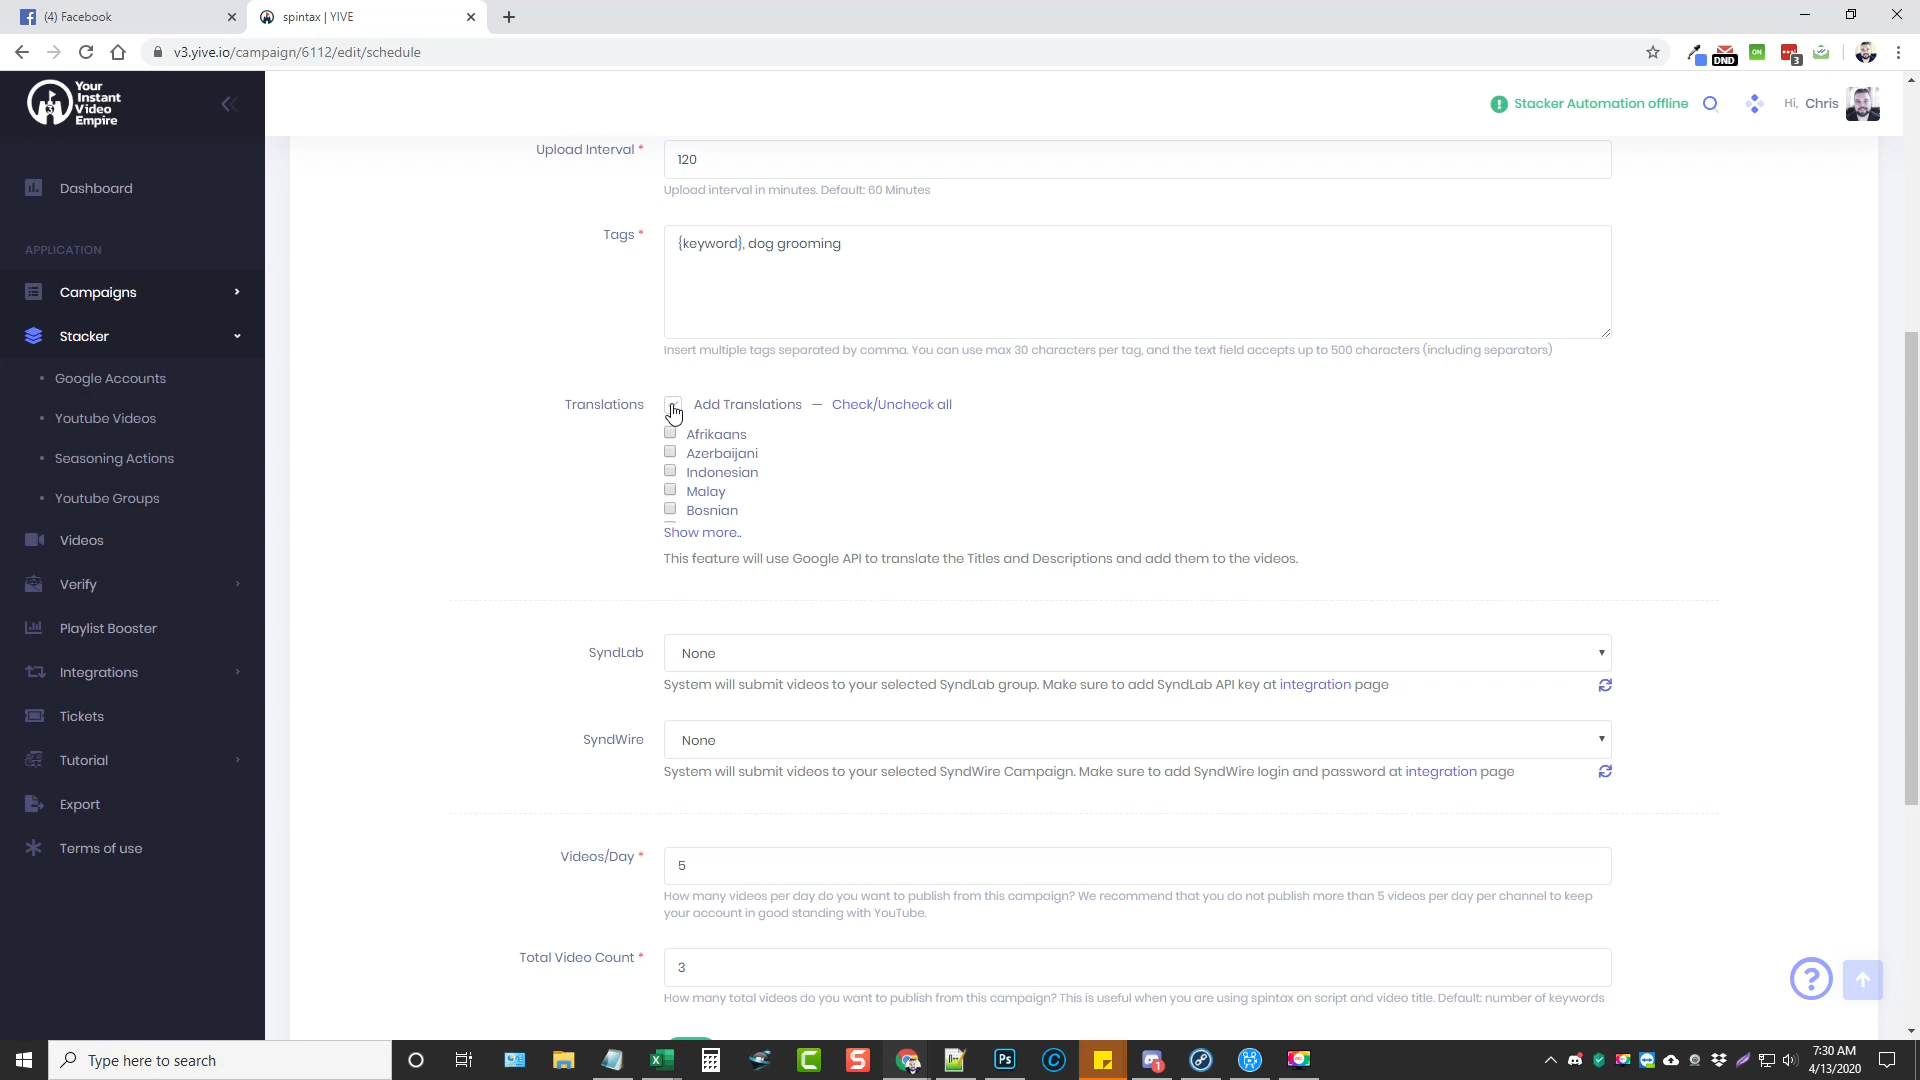 (4) Facebook
spintax | YIVE
v3.yive.io/campaign/6112/edit/schedule
DND
ON
3
Your
Instant
Video
Empire
Stacker Automation offline
Hi, Chris
Dashboard
APPLICATION
Campaigns
Stacker
Google Accounts
Youtube Videos
Seasoning Actions
Youtube Groups
Videos
Verify
Playlist Booster
Integrations
Tickets
Tutorial
Export
Terms of use
Upload Interval *
120
Upload interval in minutes. Default: 60 Minutes
Tags *
{keyword}, dog grooming
Insert multiple tags separated by comma. You can use max 30 characters per tag, and the text field accepts up to 500 characters (including separators)
Translations
Add Translations — Check/Uncheck all
Afrikaans
Azerbaijani
Indonesian
Malay
Bosnian
Show more..
This feature will use Google API to translate the Titles and Descriptions and add them to the videos.
SyndLab
None
System will submit videos to your selected SyndLab group. Make sure to add SyndLab API key at integration page
SyndWire
None
System will submit videos to your selected SyndWire Campaign. Make sure to add SyndWire login and password at integration page
Videos/Day *
5
How many videos per day do you want to publish from this campaign? We recommend that you do not publish more than 5 videos per day per channel to keep
your account in good standing with YouTube.
Total Video Count *
3
How many total videos do you want to publish from this campaign? This is useful when you are using spintax on script and video title. Default: number of keywords
Type here to search
Ps
1
7:30 AM
4/13/2020